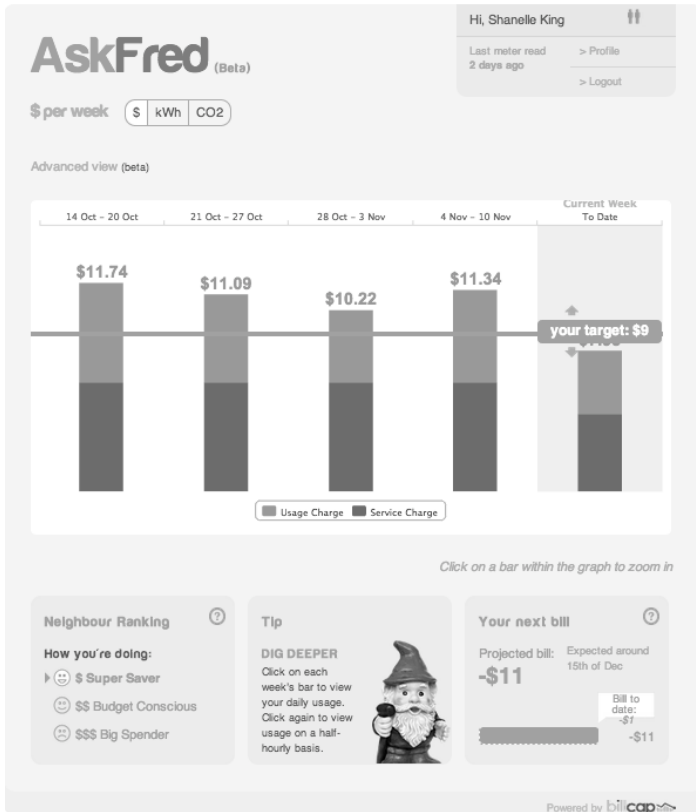 Hi, Shanelle King
AskFred (Beta)
Last meter read
2 days ago
> Profile
> Logout
$ per week
$ kWh CO2
Advanced view (beta)
Current Week
14 Oct - 20 Oct 21 Oct - 27 Oct 28 Oct - 3 Nov 4 Nov - 10 Nov To Date
$11.74
$11.09
$10.22
$11.34
your target: $9
Usage Charge Service Charge
Click on a bar within the graph to zoom in
Neighbour Ranking ?
How you're doing:
$ Super Saver
$$ Budget Conscious
$$$ Big Spender
Tip
DIG DEEPER
Click on each
week's bar to view
your daily usage.
Click again to view
usage on a half-
hourly basis.
Your next bill ?
Projected bill:
-$11
Expected around
15th of Dec
Bill to
date:
-$1
-$11
Powered by billcap